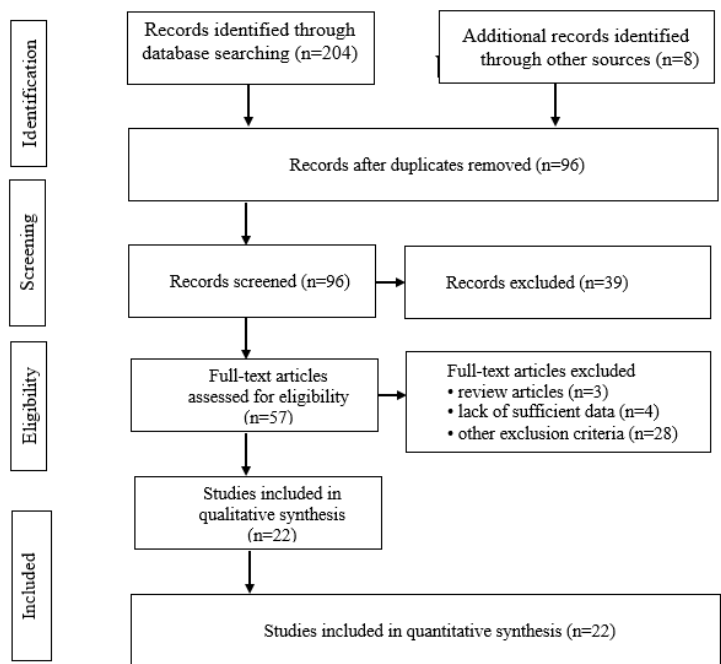 Identification
Records identified through
database searching (n=204)
Additional records identified
through other sources (n=8)
Records after duplicates removed (n=96)
Screening
Records screened (n=96)
Records excluded (n=39)
Eligibility
Full-text articles
assessed for eligibility
(n=57)
Full-text articles excluded
• review articles (n=3)
• lack of sufficient data (n=4)
• other exclusion criteria (n=28)
Included
Studies included in
qualitative synthesis
(n=22)
Studies included in quantitative synthesis (n=22)